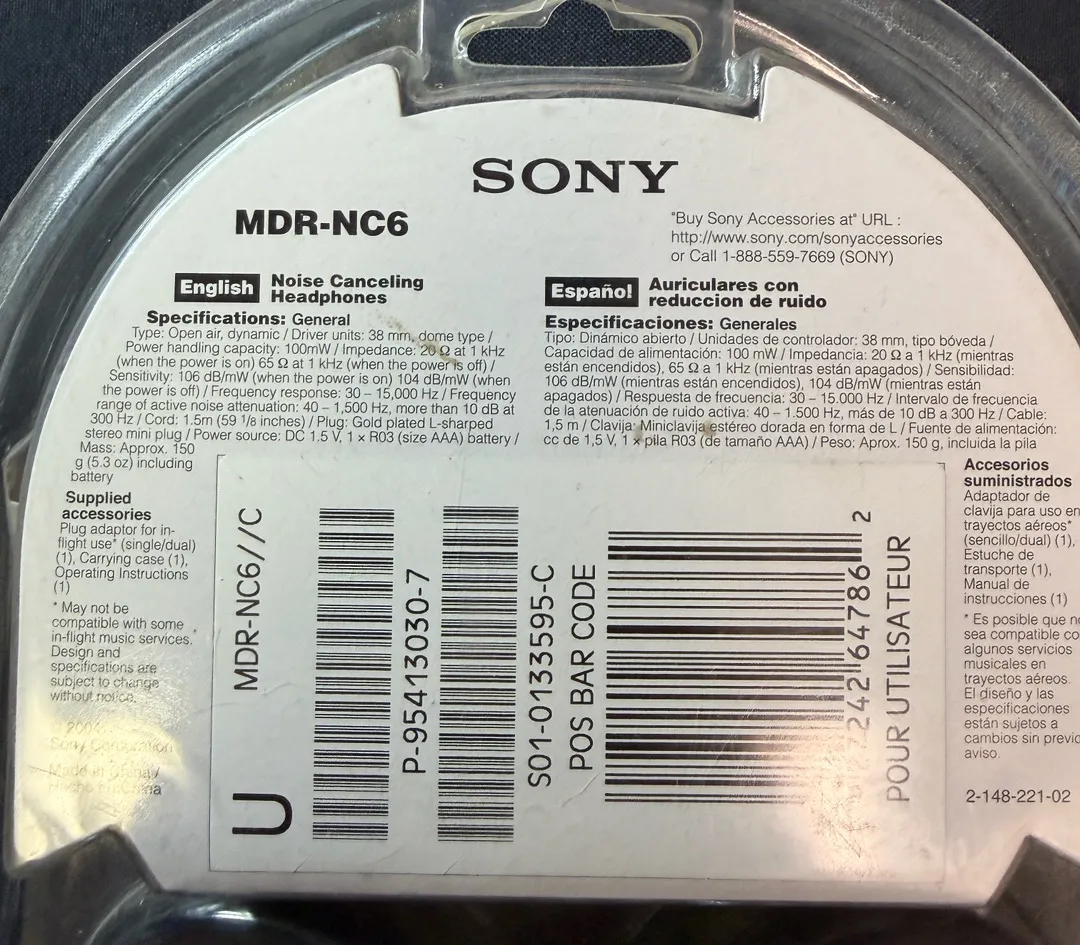 SONY
MDR-NC6
"Buy Sony Accessories at" URL :
http://www.sony.com/sonyaccessories
or Call 1-888-559-7669 (SONY)
English
Noise Canceling
Headphones
Specifications: General
Type: Open air, dynamic / Driver units: 38 mm, dome type /
Power handling capacity: 100mW / Impedance: 20 Ω at 1 kHz
(when the power is on) 65 Ω at 1 kHz (when the power is off) /
Sensitivity: 106 dB/mW (when the power is on) 104 dB/mW (when
the power is off) / Frequency response: 30 – 15,000 Hz / Frequency
range of active noise attenuation: 40 – 1,500 Hz, more than 10 dB at
300 Hz / Cord: 1.5m (59 1/8 inches) / Plug: Gold plated L-sharped
stereo mini plug / Power source: DC 1.5 V, 1 × R03 (size AAA) battery /
Mass: Approx. 150
g (5.3 oz) including
battery
Supplied
accessories
Plug adaptor for in-
flight use* (single/dual)
(1), Carrying case (1),
Operating Instructions
(1)
* May not be
compatible with some
in-flight music services.
Design and
specifications are
subject to change
without notice.
Sony Corporation
Made in China/
Hecho en China
Español
Auriculares con
reduccion de ruido
Especificaciones: Generales
Tipo: Dinámico abierto / Unidades de controlador: 38 mm, tipo bóveda /
Capacidad de alimentación: 100 mW / Impedancia: 20 Ω a 1 kHz (mientras
están encendidos), 65 Ω a 1 kHz (mientras están apagados) / Sensibilidad:
106 dB/mW (mientras están encendidos), 104 dB/mW (mientras están
apagados) / Respuesta de frecuencia: 30 – 15.000 Hz / Intervalo de frecuencia
de la atenuación de ruido activa: 40 – 1.500 Hz, más de 10 dB a 300 Hz / Cable:
1,5 m / Clavija: Miniclavija estéreo dorada en forma de L / Fuente de alimentación:
cc de 1,5 V, 1 × pila R03 (de tamaño AAA) / Peso: Aprox. 150 g, incluida la pila
Accesorios
suministrados
Adaptador de
clavija para uso en
trayectos aéreos*
(sencillo/dual) (1),
Estuche de
transporte (1),
Manual de
instrucciones (1)
* Es posible que
sea compatible
algunos servicios
musicales en
trayectos aéreos.
El diseño y las
especificaciones
están sujetos a
cambios sin
aviso.
2-148-221-02
U MDR-NC6//C
P-95413030-7
S01-0133595-C
POS BAR CODE
27242 64786 2
POUR UTILISATEUR